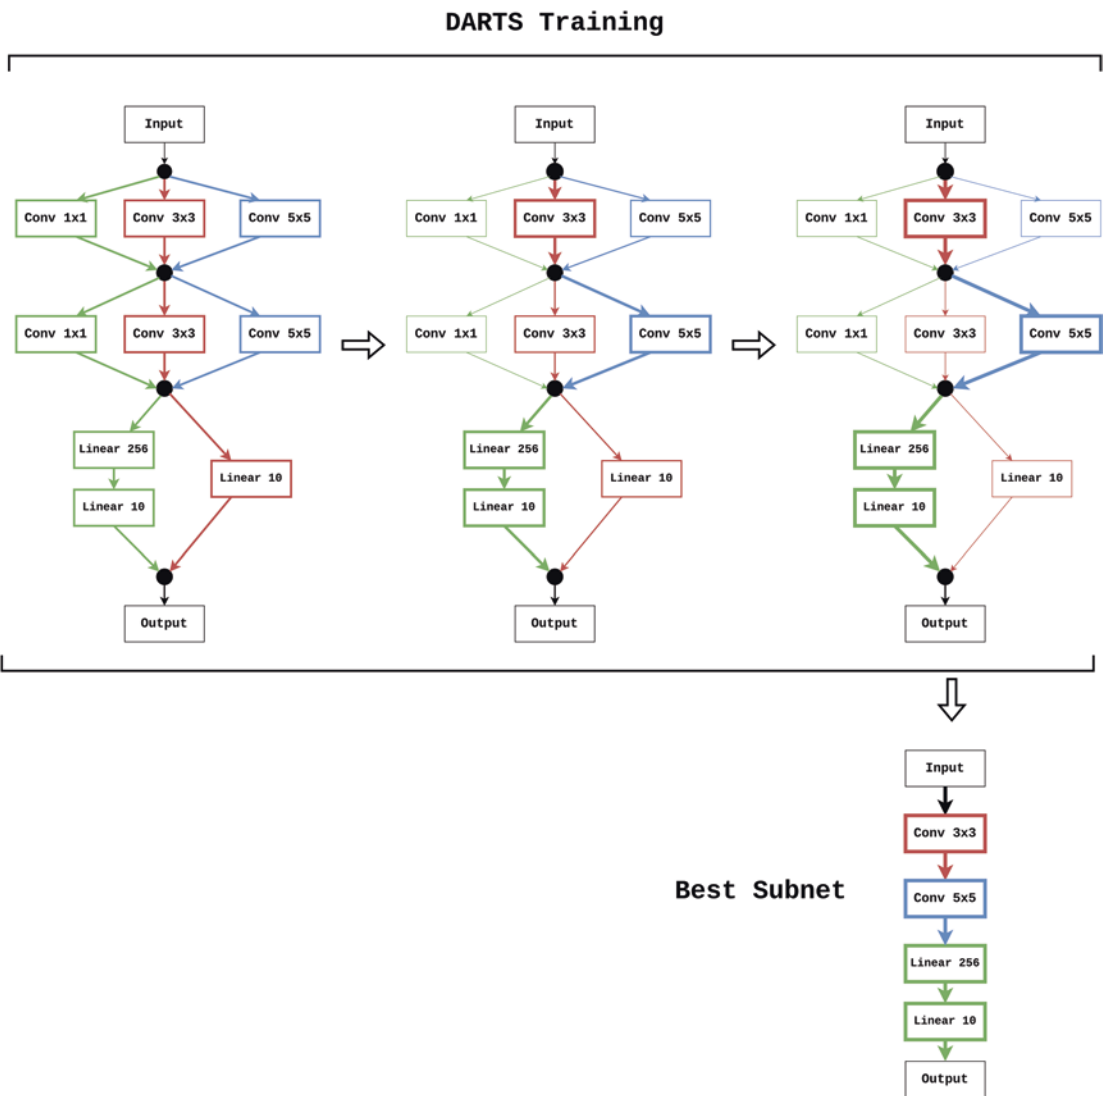 DARTS Training
Input
Conv 1x1
Conv 3x3
Conv 5x5
Conv 1x1
Conv 3x3
Conv 5x5
Linear 256
Linear 10
Linear 10
Output
Input
Conv 1x1
Conv 3x3
Conv 5x5
Conv 1x1
Conv 3x3
Conv 5x5
Linear 256
Linear 10
Linear 10
Output
Input
Conv 1x1
Conv 3x3
Conv 5x5
Conv 1x1
Conv 3x3
Conv 5x5
Linear 256
Linear 10
Linear 10
Output
Best Subnet
Input
Conv 3x3
Conv 5x5
Linear 256
Linear 10
Output